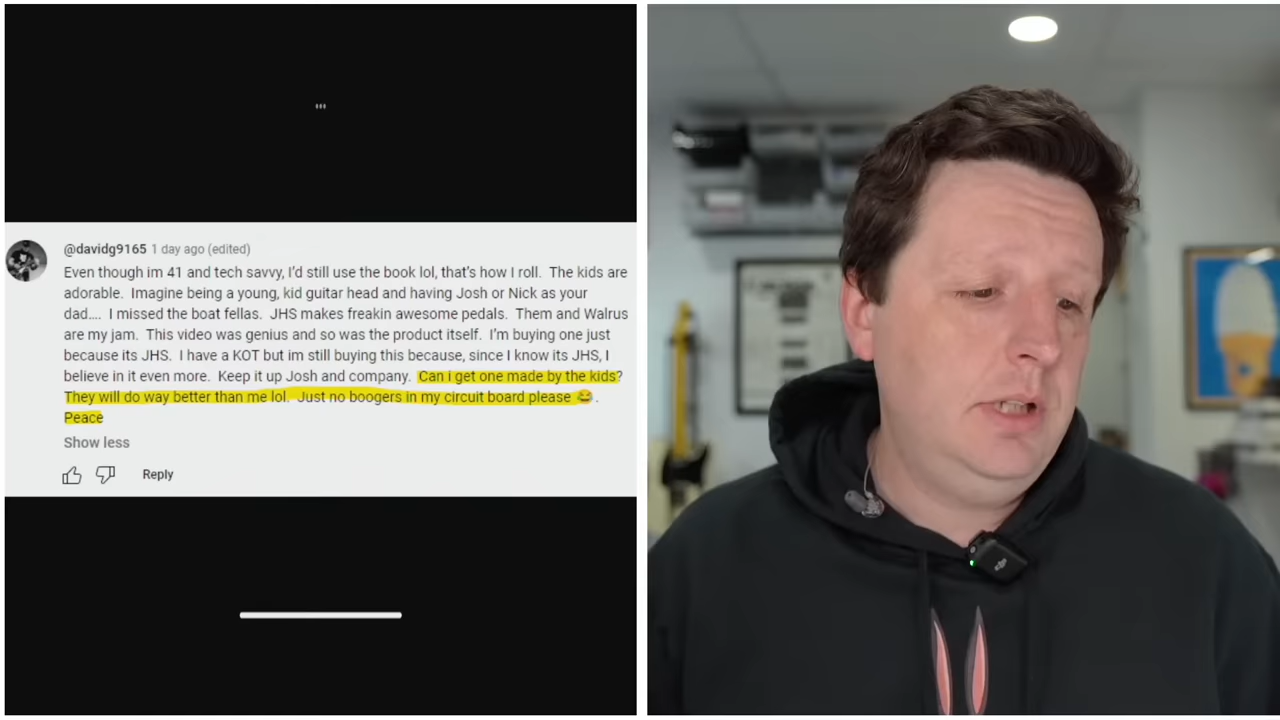 @davidg9165 1 day ago (edited)
Even though im 41 and tech savvy, I'd still use the book lol, that's how I roll. The kids are
adorable. Imagine being a young, kid guitar head and having Josh or Nick as your
dad.... I missed the boat fellas. JHS makes freakin awesome pedals. Them and Walrus
are my jam. This video was genius and so was the product itself. I'm buying one just
because its JHS. I have a KOT but im still buying this because, since I know its JHS, I
believe in it even more. Keep it up Josh and company. Can i get one made by the kids?
They will do way better than me lol. Just no boogers in my circuit board please 😂 .
Peace
Show less
Reply
dji